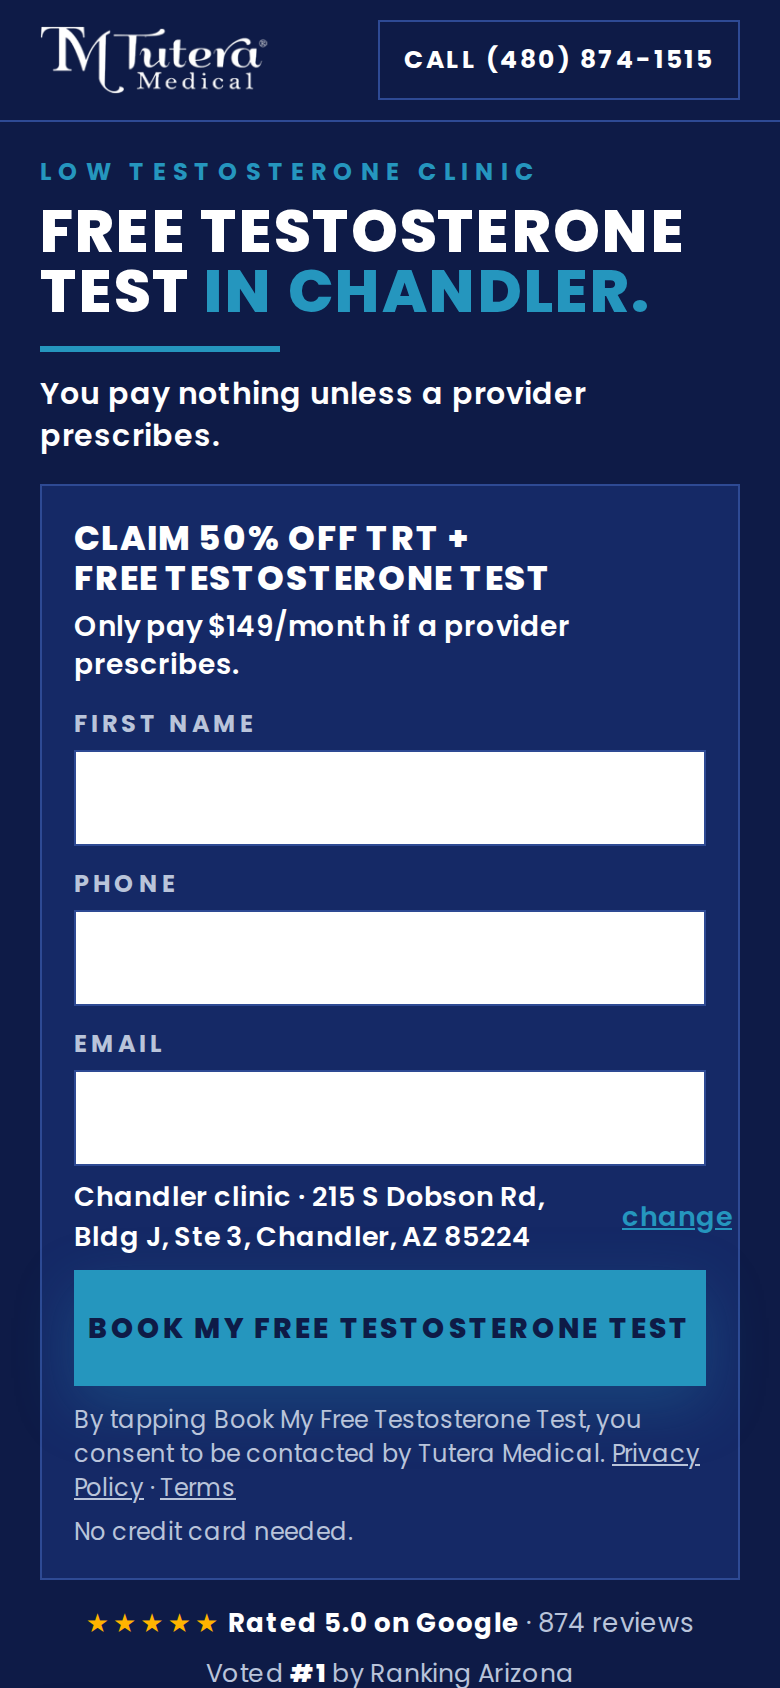 TM Tutera®
Medical
CALL (480) 874-1515
LOW TESTOSTERONE CLINIC
FREE TESTOSTERONE
TEST IN CHANDLER.
You pay nothing unless a provider
prescribes.
CLAIM 50% OFF TRT +
FREE TESTOSTERONE TEST
Only pay $149/month if a provider
prescribes.
FIRST NAME
PHONE
EMAIL
Chandler clinic · 215 S Dobson Rd,
Bldg J, Ste 3, Chandler, AZ 85224
change
BOOK MY FREE TESTOSTERONE TEST
By tapping Book My Free Testosterone Test, you
consent to be contacted by Tutera Medical. Privacy
Policy · Terms
No credit card needed.
★★★★★ Rated 5.0 on Google · 874 reviews
Voted #1 by Ranking Arizona